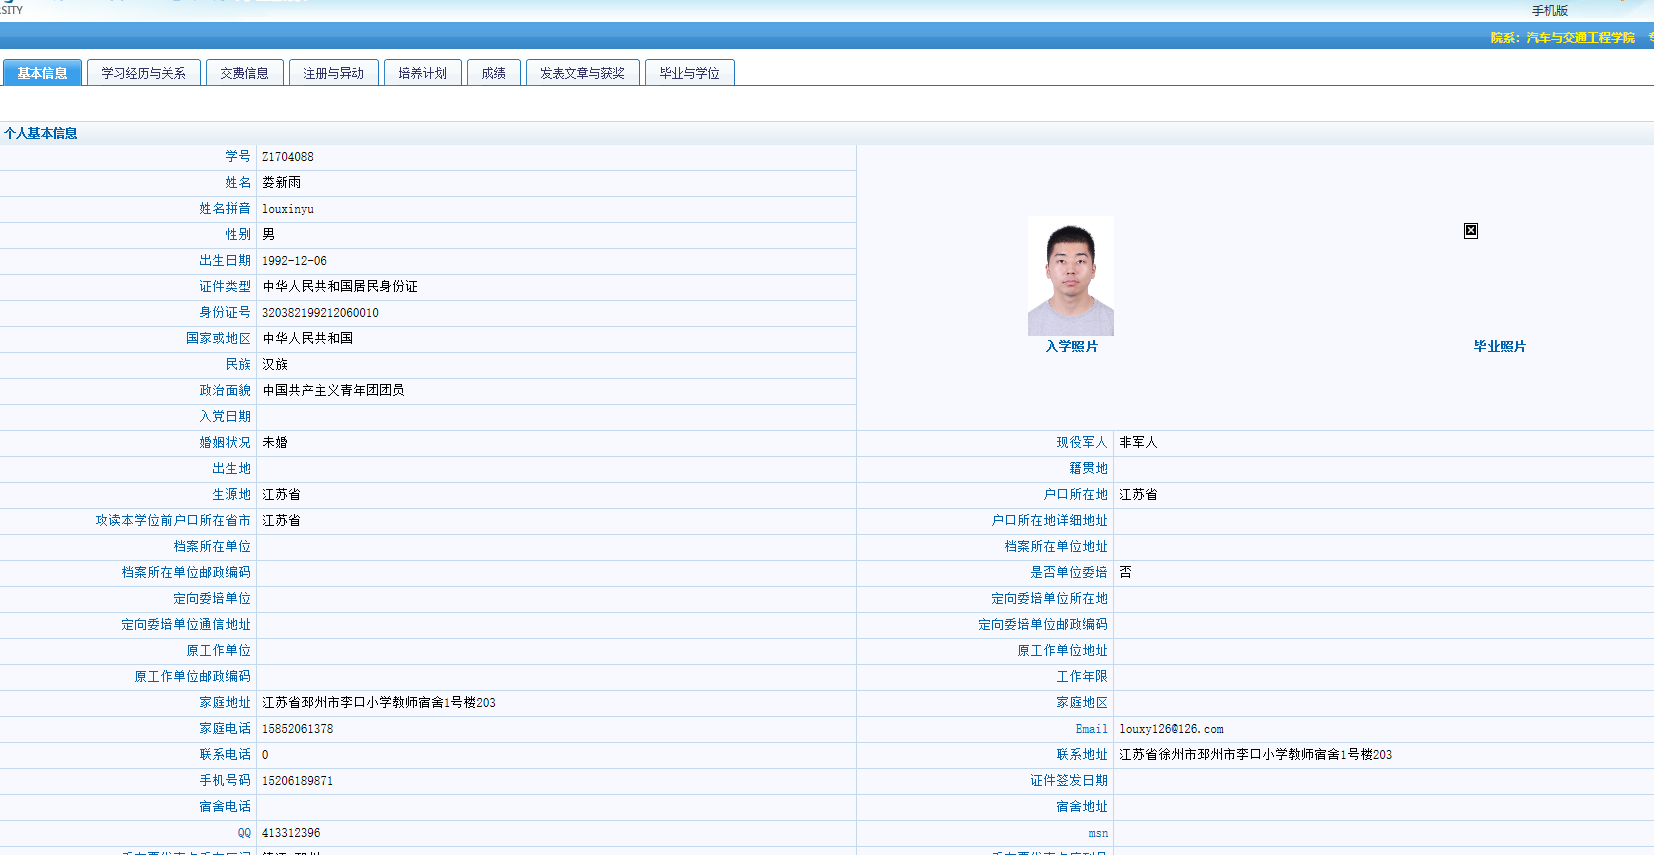 SITY
手机版
院系：汽车与交通工程学院
基本信息 学习经历与关系 交费信息 注册与异动 培养计划 成绩 发表文章与获奖 毕业与学位
个人基本信息
学号 Z1704088
姓名 娄新雨
姓名拼音 louxinyu
性别 男
出生日期 1992-12-06
证件类型 中华人民共和国居民身份证
身份证号 320382199212060010
国家或地区 中华人民共和国
民族 汉族
政治面貌 中国共产主义青年团团员
入党日期
入学照片 毕业照片
婚姻状况 未婚 现役军人 非军人
出生地 籍贯地
生源地 江苏省 户口所在地 江苏省
攻读本学位前户口所在省市 江苏省 户口所在地详细地址
档案所在单位 档案所在单位地址
档案所在单位邮政编码 是否单位委培 否
定向委培单位 定向委培单位所在地
定向委培单位通信地址 定向委培单位邮政编码
原工作单位 原工作单位地址
原工作单位邮政编码 工作年限
家庭地址 江苏省邳州市李口小学教师宿舍1号楼203 家庭地区
家庭电话 15852061378 Email louxy126@126.com
联系电话 0 联系地址 江苏省徐州市邳州市李口小学教师宿舍1号楼203
手机号码 15206189871 证件签发日期
宿舍电话 宿舍地址
QQ 413312396 msn